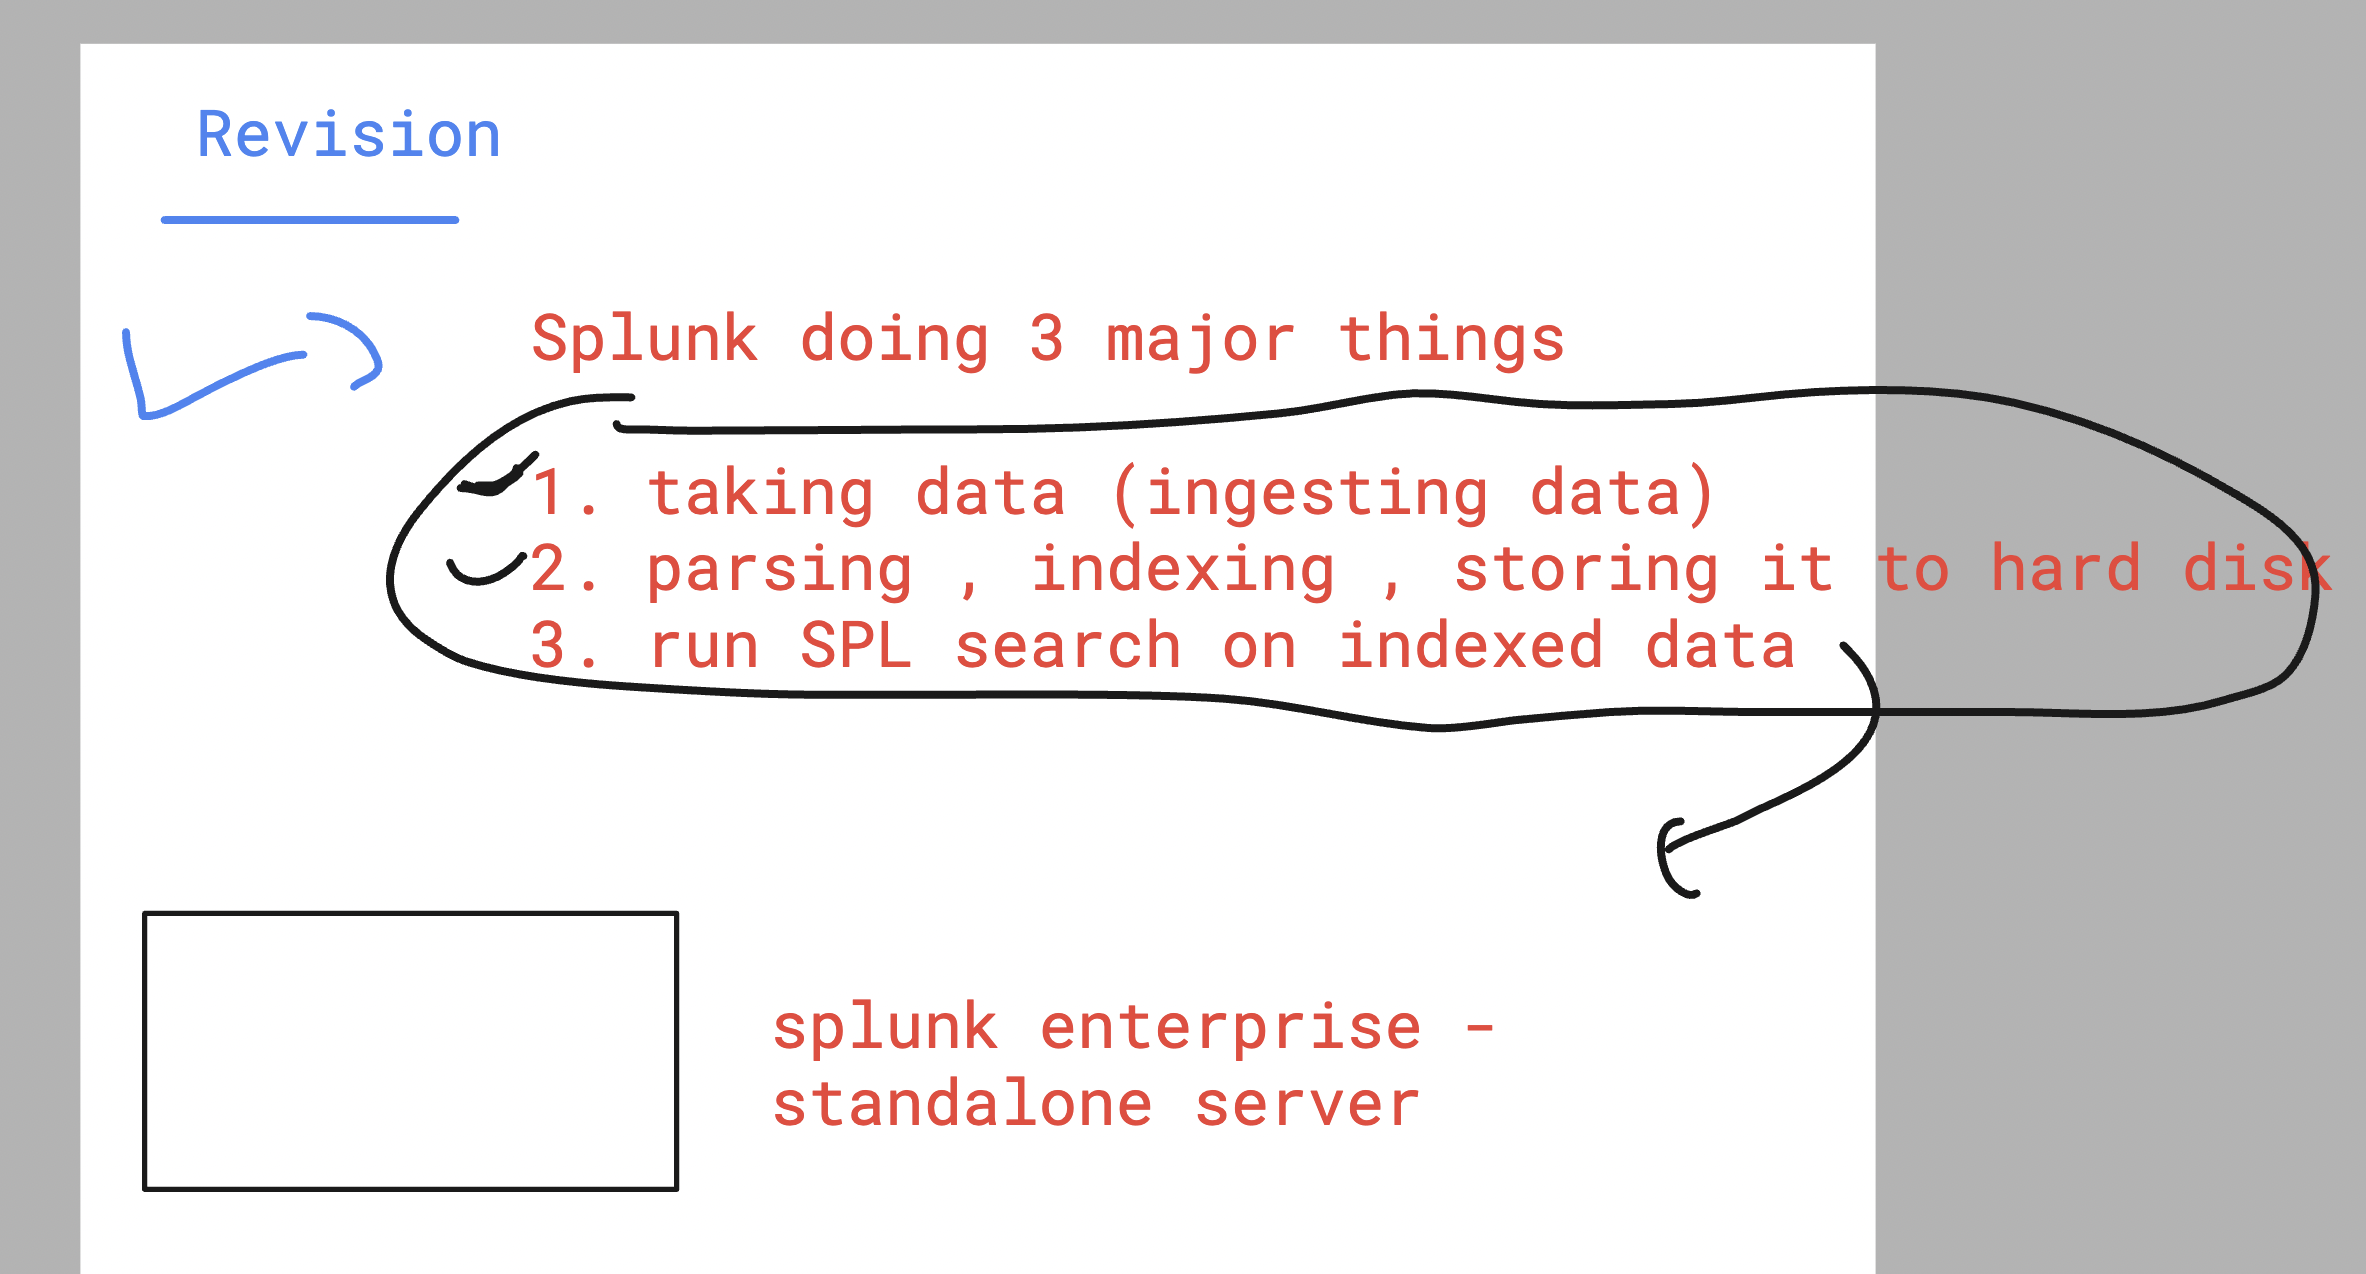 Revision
Splunk doing 3 major things
1. taking data (ingesting data)
2. parsing , indexing , storing it to hard disk
3. run SPL search on indexed data
splunk enterprise -
standalone server